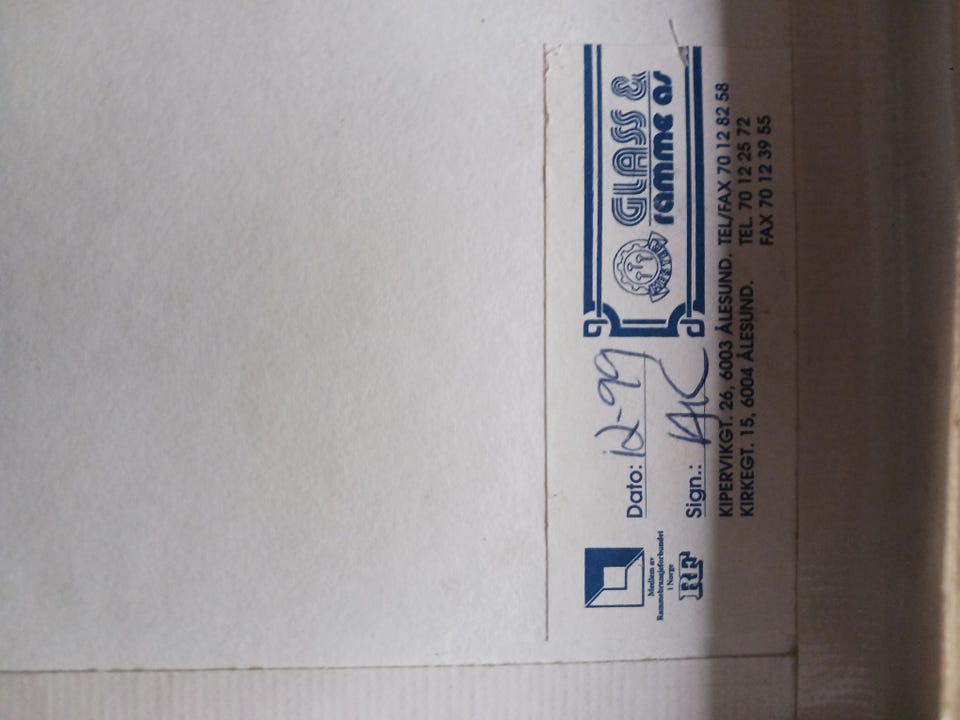 GLASS &
ramme as
Dato: 12-99
Sign.:
Medlem av
Rammebransjeforbundet
i Norge
RBF
KIPERVIKGT. 26, 6003 ÅLESUND. TEL/FAX 70 12 82 58
KIRKEGT. 15, 6004 ÅLESUND. TEL. 70 12 25 72
FAX 70 12 39 55